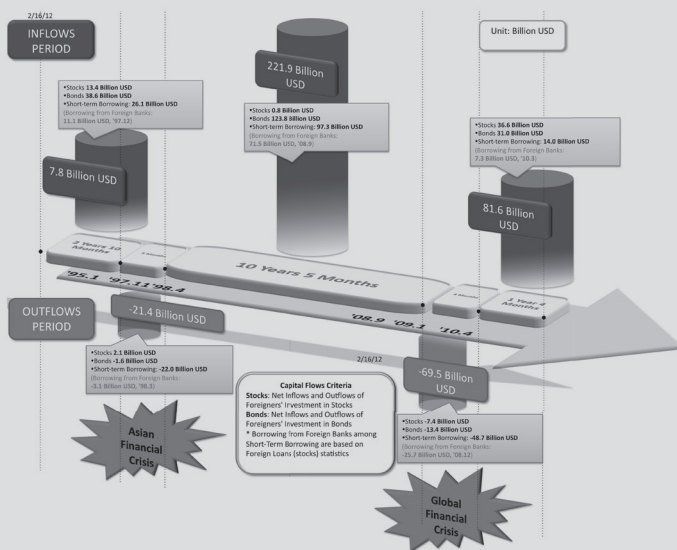 2/16/12
INFLOWS
PERIOD
Unit: Billion USD
•Stocks 13.4 Billion USD
•Bonds 38.6 Billion USD
•Short-term Borrowing: 26.1 Billion USD
(Borrowing from Foreign Banks:
11.1 Billion USD, '97.12)
7.8 Billion USD
221.9 Billion
USD
•Stocks 0.8 Billion USD
•Bonds 123.8 Billion USD
•Short-term Borrowing: 97.3 Billion USD
(Borrowing from Foreign Banks:
71.5 Billion USD, '08.9)
•Stocks 36.6 Billion USD
•Bonds 31.0 Billion USD
•Short-term Borrowing: 14.0 Billion USD
(Borrowing from Foreign Banks:
7.3 Billion USD, '10.3)
81.6 Billion
USD
2 Years 10
Months
Months
10 Years 5 Months
Months
1 Year 4
Months
'95.1
'97.11
'98.4
'08.9
'09.1
'10.4
OUTFLOWS
PERIOD
-21.4 Billion USD
•Stocks 2.1 Billion USD
•Bonds -1.6 Billion USD
•Short-term Borrowing: -22.0 Billion USD
(Borrowing from Foreign Banks:
-3.1 Billion USD, '98.3)
Asian
Financial
Crisis
2/16/12
Capital Flows Criteria
Stocks: Net Inflows and Outflows of
Foreigners' Investment in Stocks
Bonds: Net Inflows and Outflows of
Foreigners' Investment in Bonds
* Borrowing from Foreign Banks among
Short-Term Borrowing are based on
Foreign Loans (stocks) statistics
-69.5 Billion
USD
•Stocks -7.4 Billion USD
•Bonds -13.4 Billion USD
•Short-term Borrowing: -48.7 Billion USD
(Borrowing from Foreign Banks:
-25.7 Billion USD, '08.12)
Global
Financial
Crisis